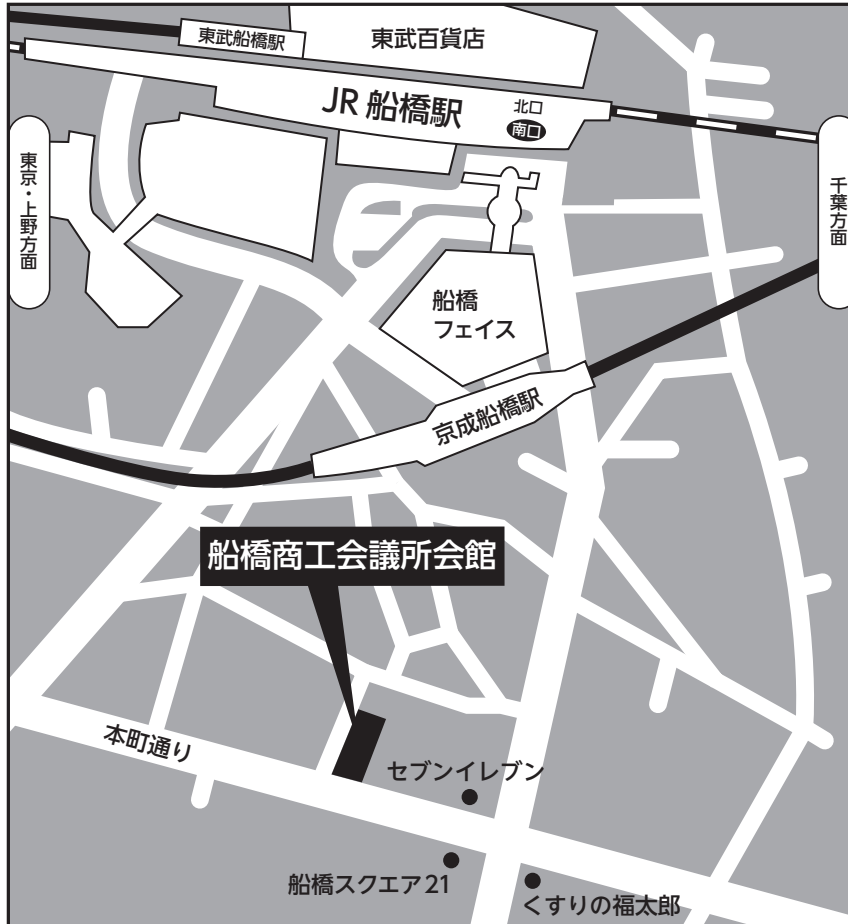 東武船橋駅
東武百貨店
JR 船橋駅
北口
南口
東京・上野方面
千葉方面
船橋
フェイス
京成船橋駅
船橋商工会議所会館
本町通り
セブンイレブン
船橋スクエア21
くすりの福太郎